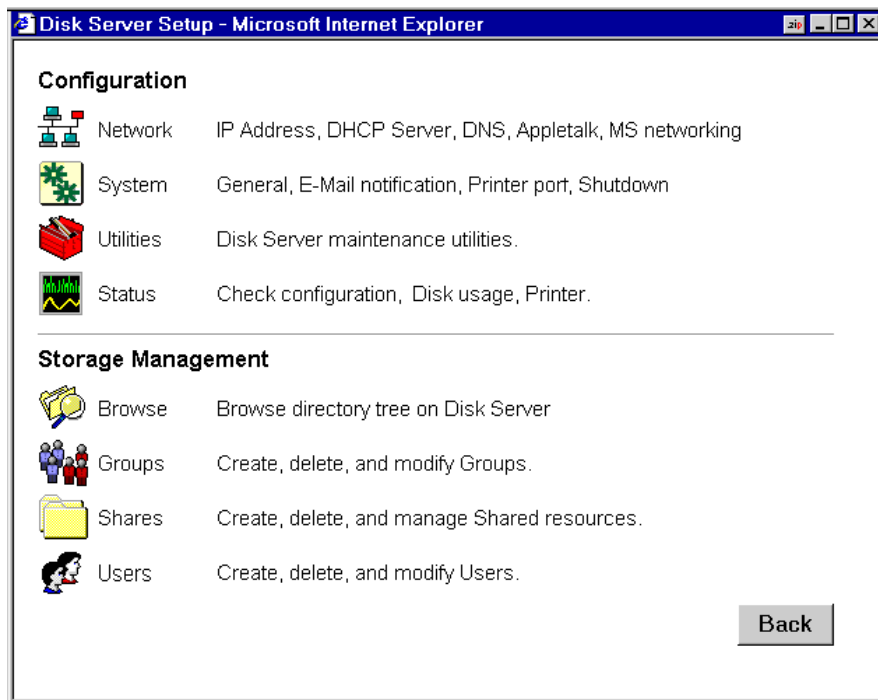 Disk Server Setup - Microsoft Internet Explorer
Configuration
Network IP Address, DHCP Server, DNS, Appletalk, MS networking
System General, E-Mail notification, Printer port, Shutdown
Utilities Disk Server maintenance utilities.
Status Check configuration, Disk usage, Printer.
Storage Management
Browse Browse directory tree on Disk Server
Groups Create, delete, and modify Groups.
Shares Create, delete, and manage Shared resources.
Users Create, delete, and modify Users.
Back